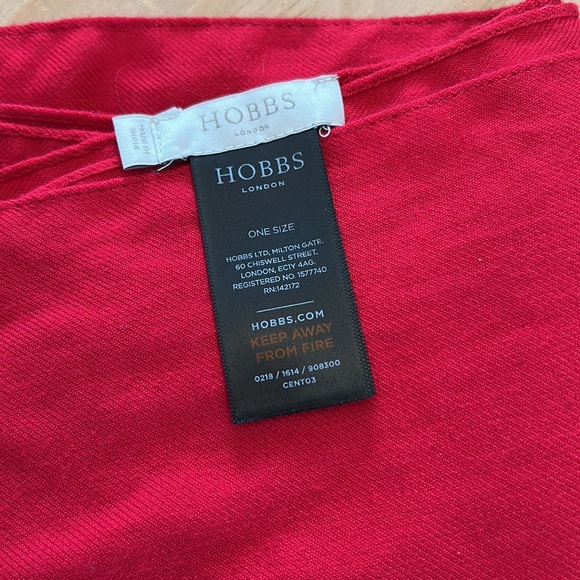 HOBBS
LONDON
HOBBS
LONDON
ONE SIZE
HOBBS LTD, MILTON GATE,
60 CHISWELL STREET,
LONDON, EC1Y 4AG.
REGISTERED NO. 1577740
RN:142172
HOBBS.COM
KEEP AWAY
FROM FIRE
0218 / 1614 / 908300
CENT03